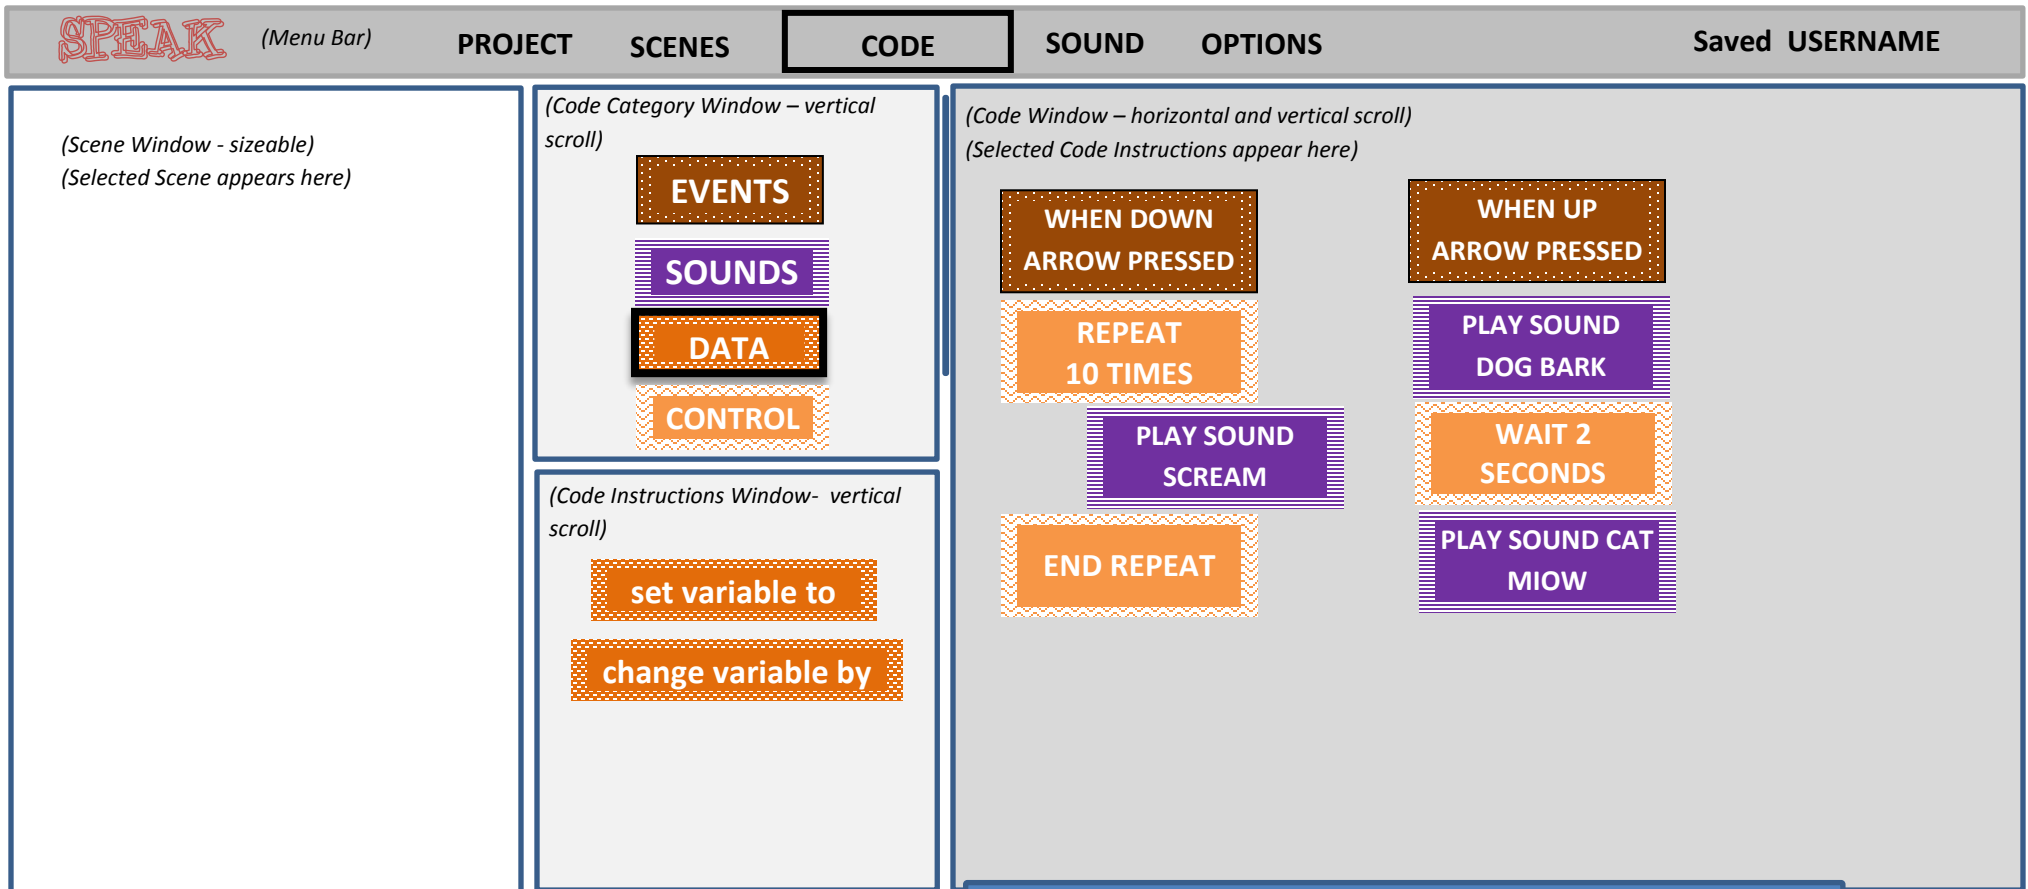 SPEAK (Menu Bar) PROJECT SCENES CODE SOUND OPTIONS Saved USERNAME
(Scene Window - sizeable)
(Selected Scene appears here)
(Code Category Window – vertical
scroll)
EVENTS
SOUNDS
DATA
CONTROL
(Code Instructions Window- vertical
scroll)
set variable to
change variable by
(Code Window – horizontal and vertical scroll)
(Selected Code Instructions appear here)
WHEN DOWN
ARROW PRESSED
REPEAT
10 TIMES
PLAY SOUND
SCREAM
END REPEAT
WHEN UP
ARROW PRESSED
PLAY SOUND
DOG BARK
WAIT 2
SECONDS
PLAY SOUND CAT
MIOW